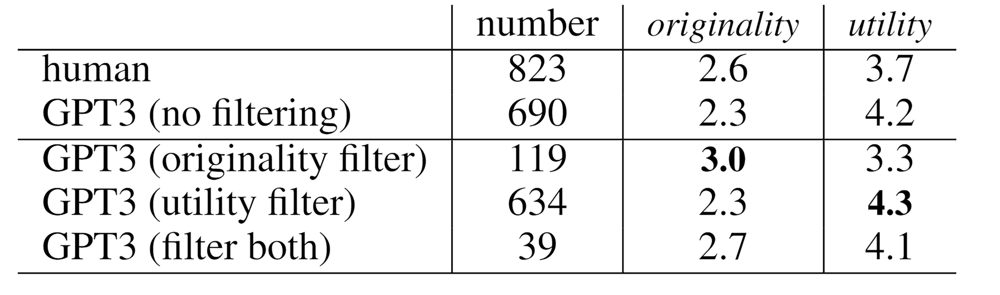 number originality utility
human 823 2.6 3.7
GPT3 (no filtering) 690 2.3 4.2
GPT3 (originality filter) 119 3.0 3.3
GPT3 (utility filter) 634 2.3 4.3
GPT3 (filter both) 39 2.7 4.1